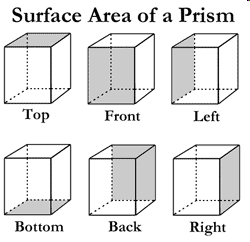 Surface Area of a Prism
Top Front Left
Bottom Back Right